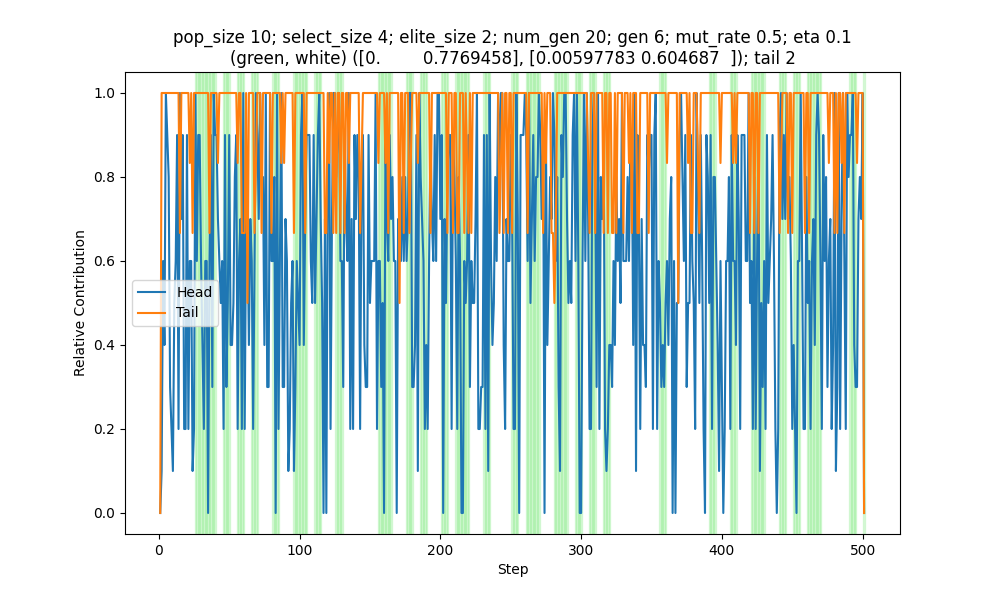 pop_size 10; select_size 4; elite_size 2; num_gen 20; gen 6; mut_rate 0.5; eta 0.1
(green, white) ([0.        0.7769458], [0.00597783 0.604687  ]); tail 2
1.0
0.8
0.6
0.4
0.2
0.0
Relative Contribution
Head
Tail
0
100
200
300
400
500
Step